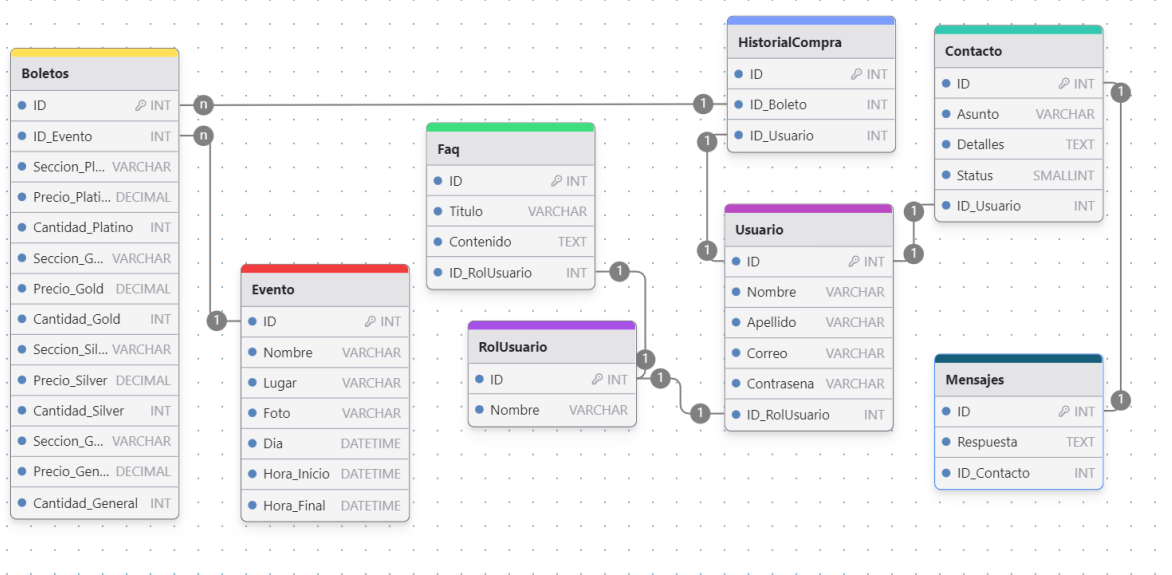 Boletos
ID INT
ID_Evento INT
Seccion_Pl... VARCHAR
Precio_Plati... DECIMAL
Cantidad_Platino INT
Seccion_G... VARCHAR
Precio_Gold DECIMAL
Cantidad_Gold INT
Seccion_Sil... VARCHAR
Precio_Silver DECIMAL
Cantidad_Silver INT
Seccion_G... VARCHAR
Precio_Gen... DECIMAL
Cantidad_General INT
n
n
1
Evento
ID INT
Nombre VARCHAR
Lugar VARCHAR
Foto VARCHAR
Dia DATETIME
Hora_Inicio DATETIME
Hora_Final DATETIME
Faq
ID INT
Titulo VARCHAR
Contenido TEXT
ID_RolUsuario INT
1
1
1
1
RolUsuario
ID INT
Nombre VARCHAR
HistorialCompra
ID INT
ID_Boleto INT
ID_Usuario INT
1
1
1
Usuario
ID INT
Nombre VARCHAR
Apellido VARCHAR
Correo VARCHAR
Contrasena VARCHAR
ID_RolUsuario INT
1
1
Contacto
ID INT
Asunto VARCHAR
Detalles TEXT
Status SMALLINT
ID_Usuario INT
1
1
Mensajes
ID INT
Respuesta TEXT
ID_Contacto INT